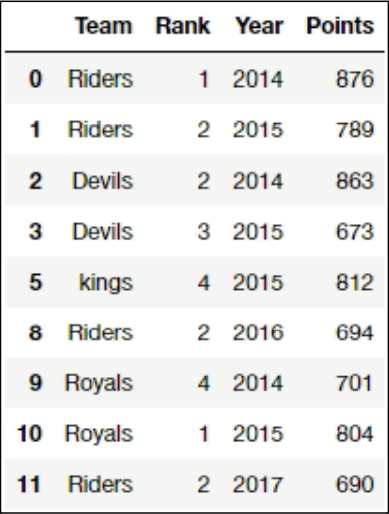 Team Rank Year Points
0 Riders 1 2014 876
1 Riders 2 2015 789
2 Devils 2 2014 863
3 Devils 3 2015 673
5 kings 4 2015 812
8 Riders 2 2016 694
9 Royals 4 2014 701
10 Royals 1 2015 804
11 Riders 2 2017 690